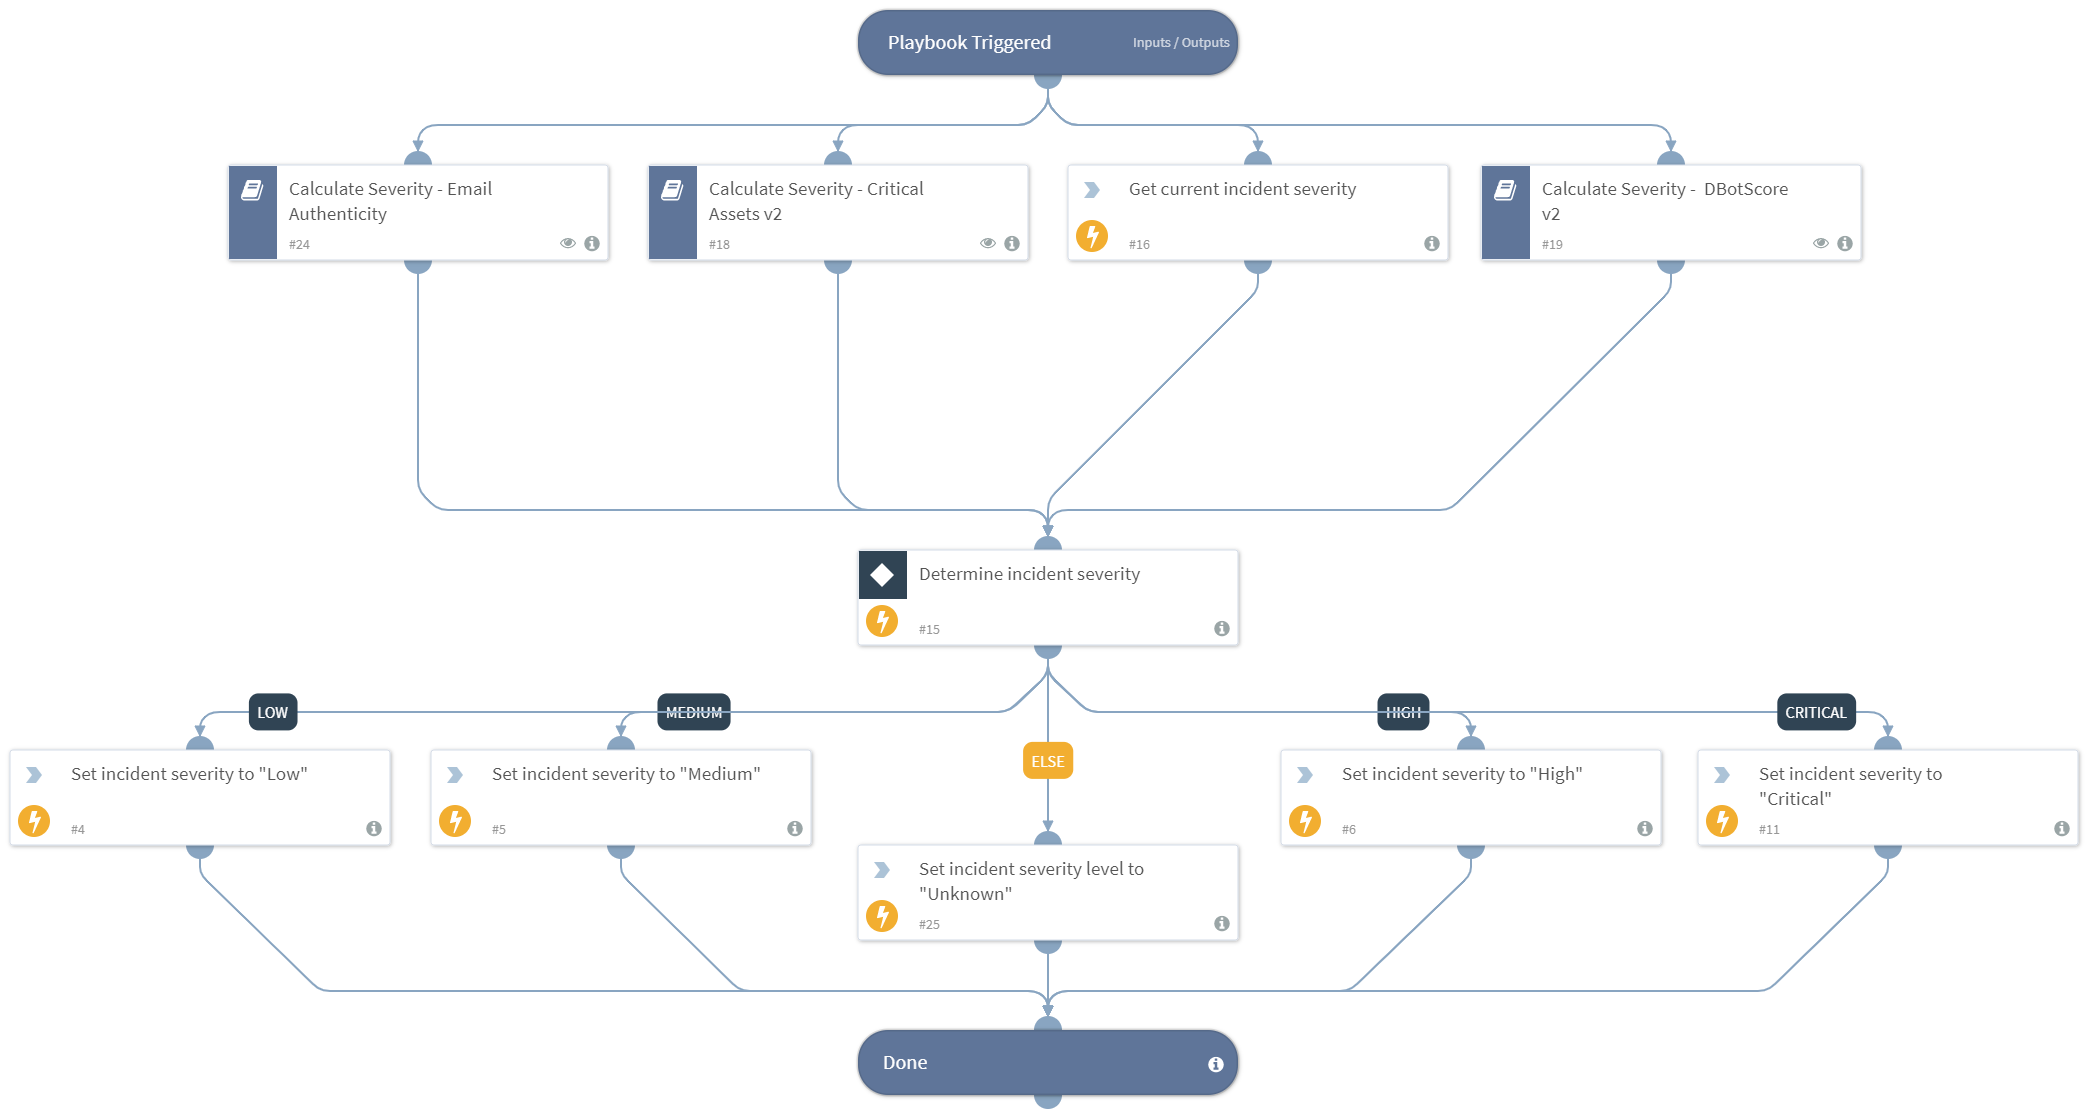 Playbook Triggered
Inputs / Outputs
Calculate Severity - Email
Authenticity
#24
Calculate Severity - Critical
Assets v2
#18
Get current incident severity
#16
Calculate Severity -  DBotScore
v2
#19
Determine incident severity
#15
LOW
MEDIUM
ELSE
HIGH
CRITICAL
Set incident severity to "Low"
#4
Set incident severity to "Medium"
#5
Set incident severity level to
"Unknown"
#25
Set incident severity to "High"
#6
Set incident severity to
"Critical"
#11
Done